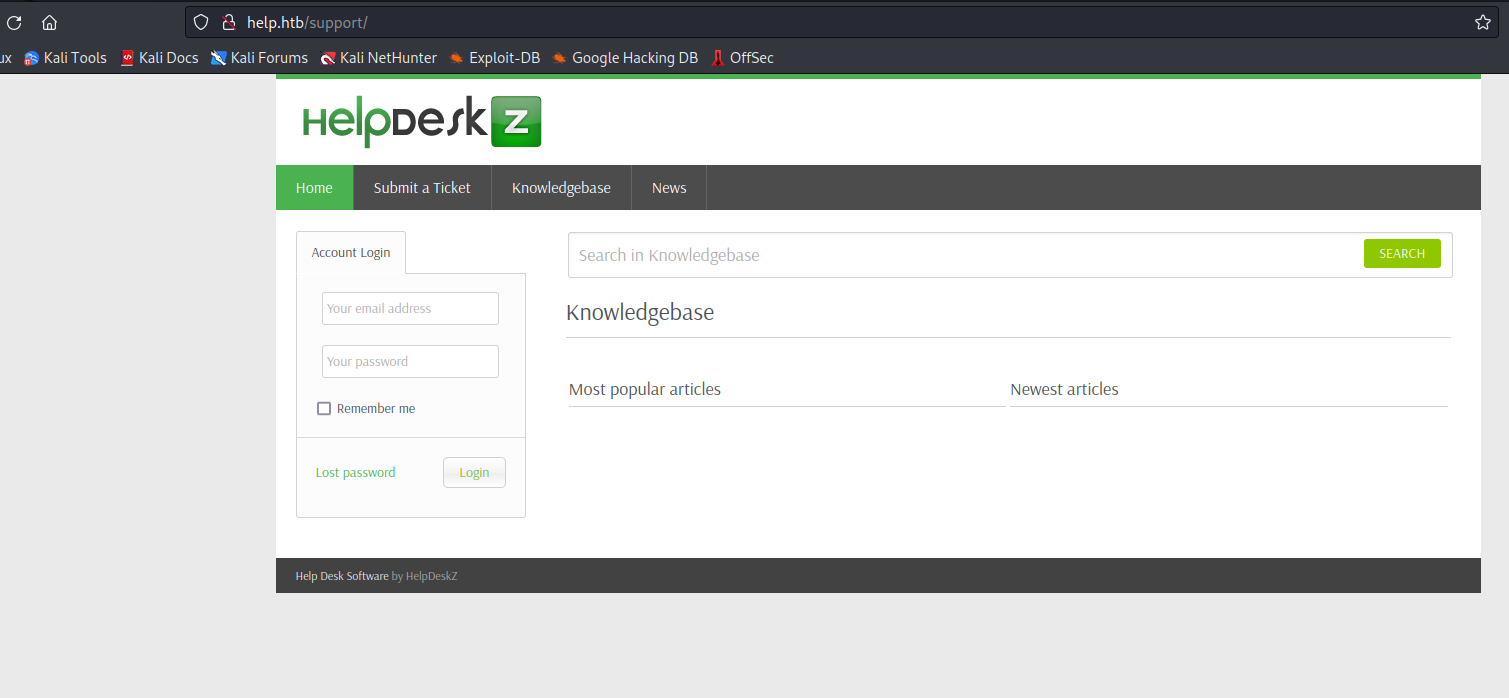 help.htb/support/
ux Kali Tools Kali Docs Kali Forums Kali NetHunter Exploit-DB Google Hacking DB OffSec
HelpDeskZ
Home Submit a Ticket Knowledgebase News
Account Login
Your email address
Your password
Remember me
Lost password Login
Search in Knowledgebase SEARCH
Knowledgebase
Most popular articles Newest articles
Help Desk Software by HelpDeskZ